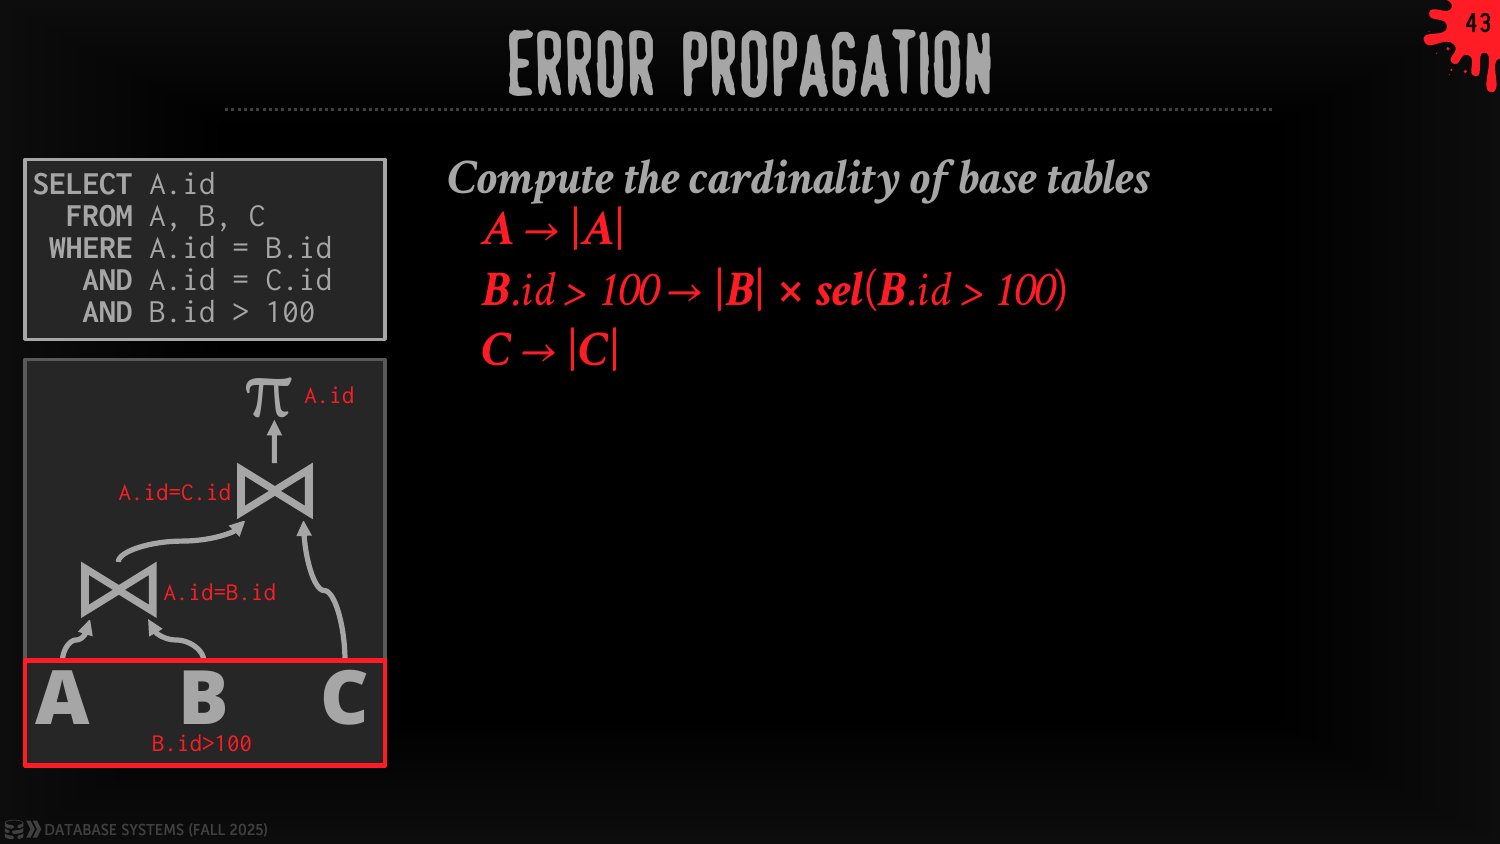 43
ERROR PROPAGATION
SELECT A.id
FROM A, B, C
WHERE A.id = B.id
AND A.id = C.id
AND B.id > 100
Compute the cardinality of base tables
A → |A|
B.id > 100 → |B| × sel(B.id > 100)
C → |C|
π A.id
A.id=C.id
A.id=B.id
A B C
B.id>100
DATABASE SYSTEMS (FALL 2025)